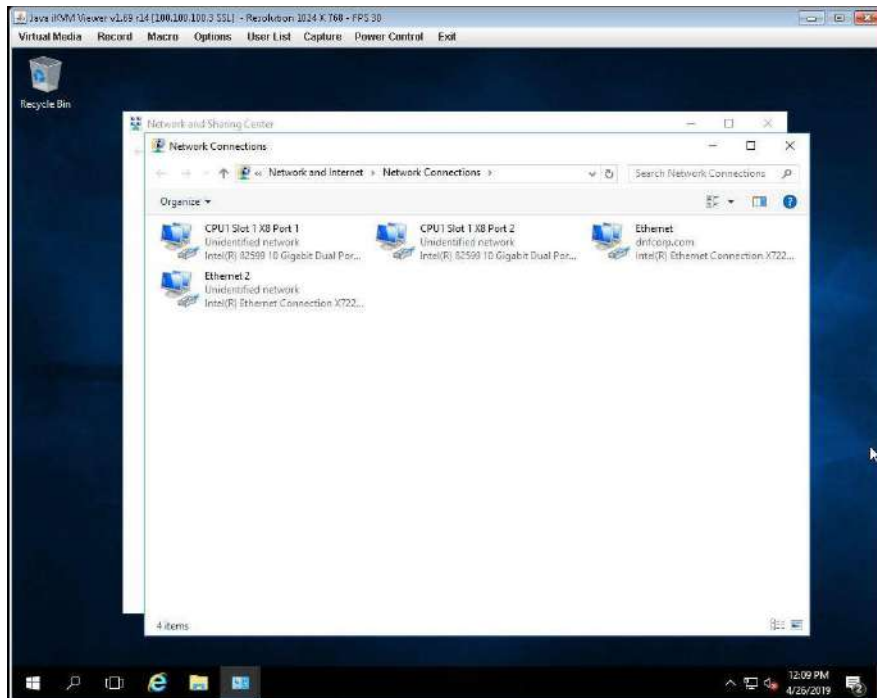 Java iKVM Viewer v1.69 r14 [100.100.100.3 SSL] - Resolution 1024 X 768 - FPS 30
Virtual Media Record Macro Options User List Capture Power Control Exit
Recycle Bin
Network and Sharing Center
Network Connections
« Network and Internet › Network Connections ›
Search Network Connections
Organize
CPU1 Slot 1 X8 Port 1
Unidentified network
Intel(R) 82599 10 Gigabit Dual Por...
CPU1 Slot 1 X8 Port 2
Unidentified network
Intel(R) 82599 10 Gigabit Dual Por...
Ethernet
Intel(R) Ethernet Connection X722...
Ethernet 2
Unidentified network
Intel(R) Ethernet Connection X722...
4 items
12:09 PM
4/26/2019
2